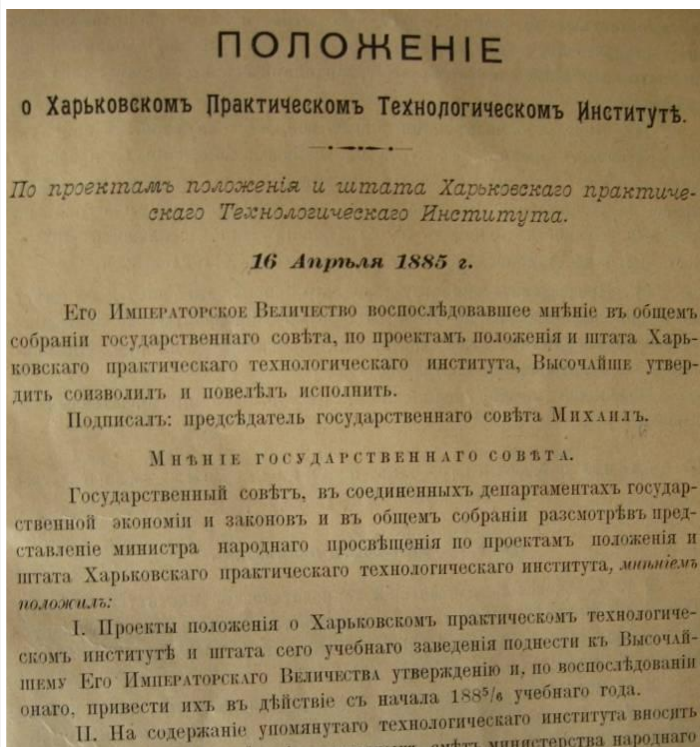 ПОЛОЖЕНІЕ
о Харьковскомъ Практическомъ Технологическомъ Институтѣ.
По проектамъ положенія и штата Харьковскаго практиче-
скаго Технологическаго Института.
16 Апрѣля 1885 г.
Его Императорское Величество воспослѣдовавшее мнѣніе въ общемъ
собраніи государственнаго совѣта, по проектамъ положенія и штата Харь-
ковскаго практическаго технологическаго института, Высочайше утвер-
дить соизволилъ и повелѣлъ исполнить.
Подписалъ: предсѣдатель государственнаго совѣта Михаилъ.
Мнѣніе государственнаго совѣта.
Государственный совѣтъ, въ соединенныхъ департаментахъ государ-
ственной экономіи и законовъ и въ общемъ собраніи разсмотрѣвъ пред-
ставленіе министра народнаго просвѣщенія по проектамъ положенія и
штата Харьковскаго практическаго технологическаго института, мнѣніемъ
положилъ:
I. Проекты положенія о Харьковскомъ практическомъ технологиче-
скомъ институтѣ и штата сего учебнаго заведенія поднести къ Высочай-
шему Его Императорскаго Величества утвержденію и, по воспослѣдованіи
онаго, привести ихъ въ дѣйствіе съ начала 188⁵/₆ учебнаго года.
II. На содержаніе упомянутаго технологическаго института вносить
смѣтъ министерства народнаго